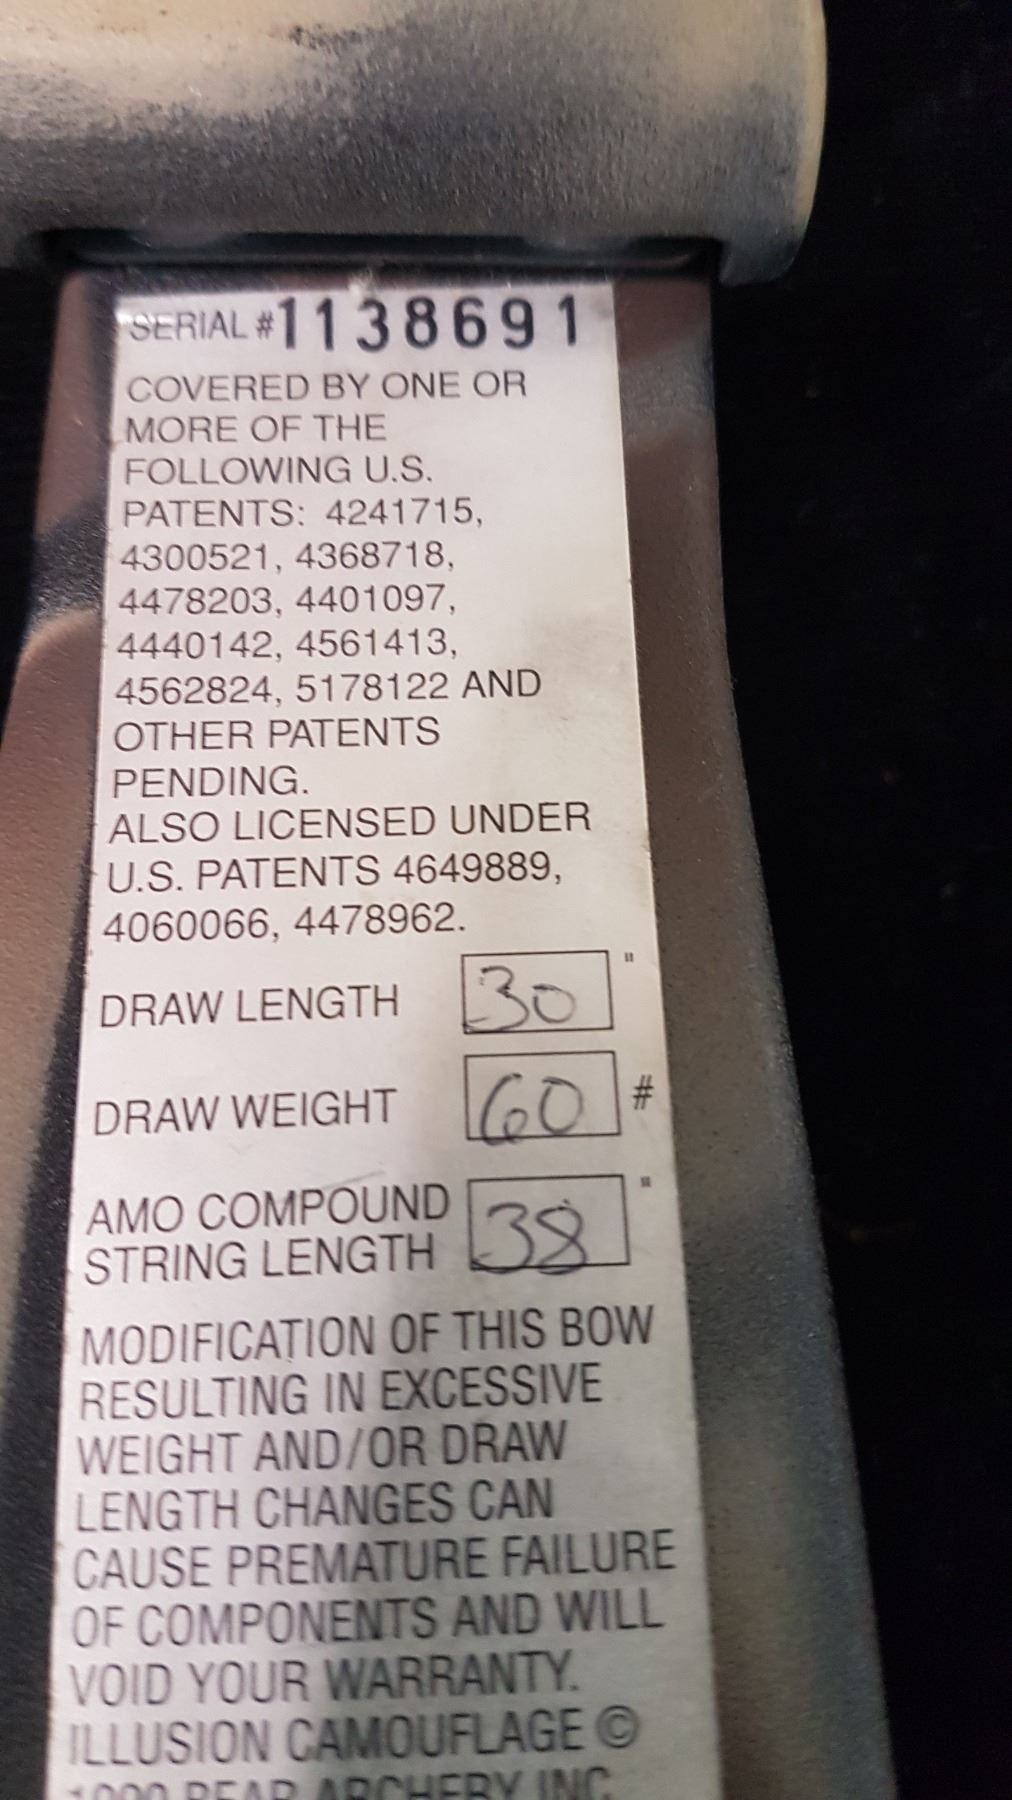 SERIAL #1138691
COVERED BY ONE OR
MORE OF THE
FOLLOWING U.S.
PATENTS: 4241715,
4300521, 4368718,
4478203, 4401097,
4440142, 4561413,
4562824, 5178122 AND
OTHER PATENTS
PENDING.
ALSO LICENSED UNDER
U.S. PATENTS 4649889,
4060066, 4478962.
DRAW LENGTH 30 "
DRAW WEIGHT 60 #
AMO COMPOUND
STRING LENGTH 38 "
MODIFICATION OF THIS BOW
RESULTING IN EXCESSIVE
WEIGHT AND/OR DRAW
LENGTH CHANGES CAN
CAUSE PREMATURE FAILURE
OF COMPONENTS AND WILL
VOID YOUR WARRANTY.
ILLUSION CAMOUFLAGE ©
BEAR ARCHERY INC